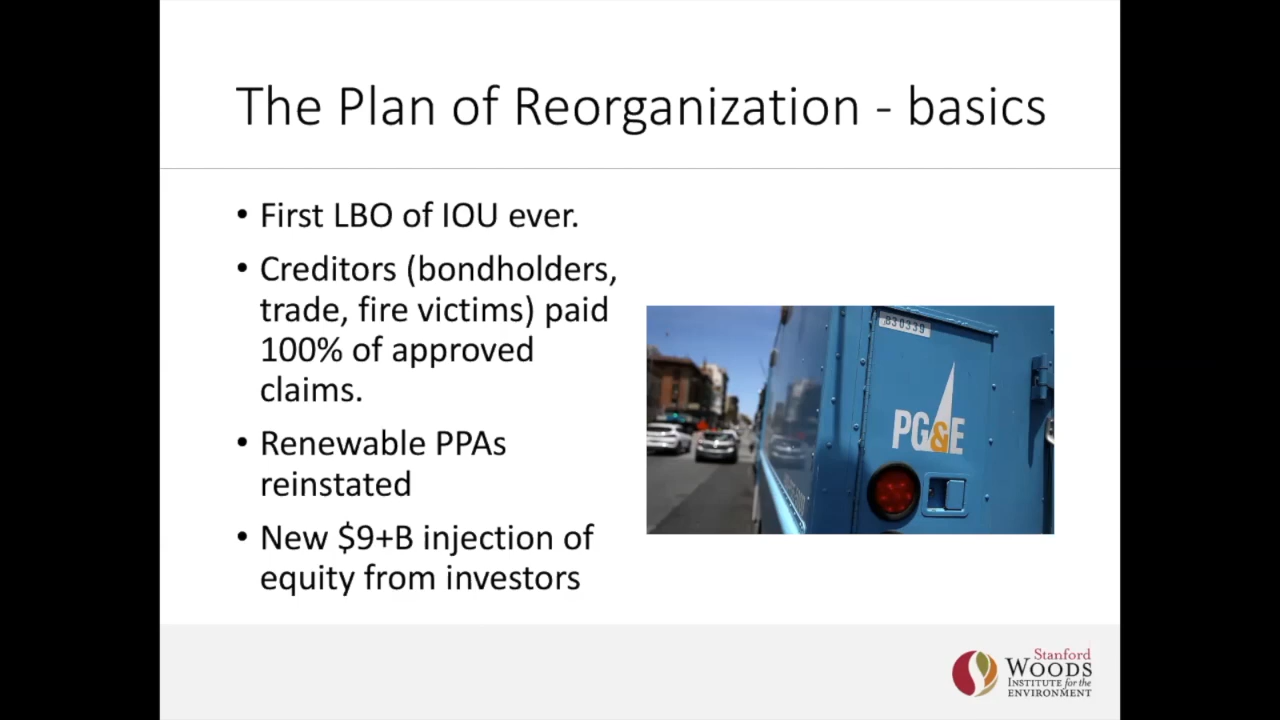 The Plan of Reorganization - basics
• First LBO of IOU ever.
• Creditors (bondholders,
trade, fire victims) paid
100% of approved
claims.
• Renewable PPAs
reinstated
• New $9+B injection of
equity from investors
830339
PG&E
Stanford
WOODS
INSTITUTE for the
ENVIRONMENT